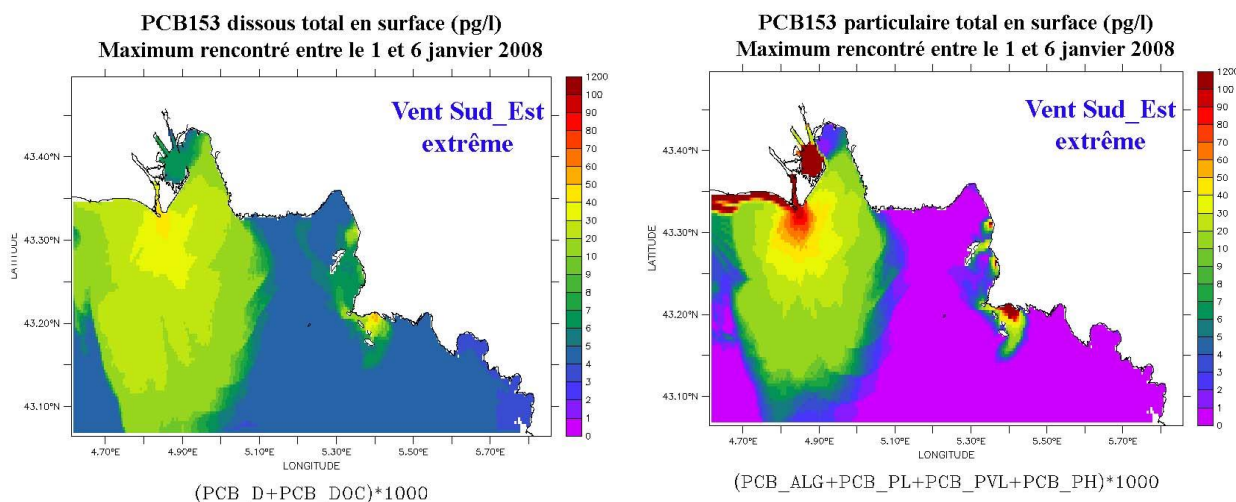 PCB153 dissous total en surface (pg/l)
Maximum rencontré entre le 1 et 6 janvier 2008
Vent Sud_Est
extrême
1200
100
90
80
70
60
50
40
30
20
10
9
8
7
6
5
4
3
2
1
0
43.40°N
43.30°N
43.20°N
43.10°N
LATITUDE
4.70°E
4.90°E
5.10°E
5.30°E
5.50°E
5.70°E
LONGITUDE
(PCB_D+PCB_DOC)*1000
PCB153 particulaire total en surface (pg/l)
Maximum rencontré entre le 1 et 6 janvier 2008
Vent Sud_Est
extrême
1200
100
90
80
70
60
50
40
30
20
10
9
8
7
6
5
4
3
2
1
0
43.40°N
43.30°N
43.20°N
43.10°N
LATITUDE
4.70°E
4.90°E
5.10°E
5.30°E
5.50°E
5.70°E
LONGITUDE
(PCB_ALG+PCB_PL+PCB_PVL+PCB_PH)*1000